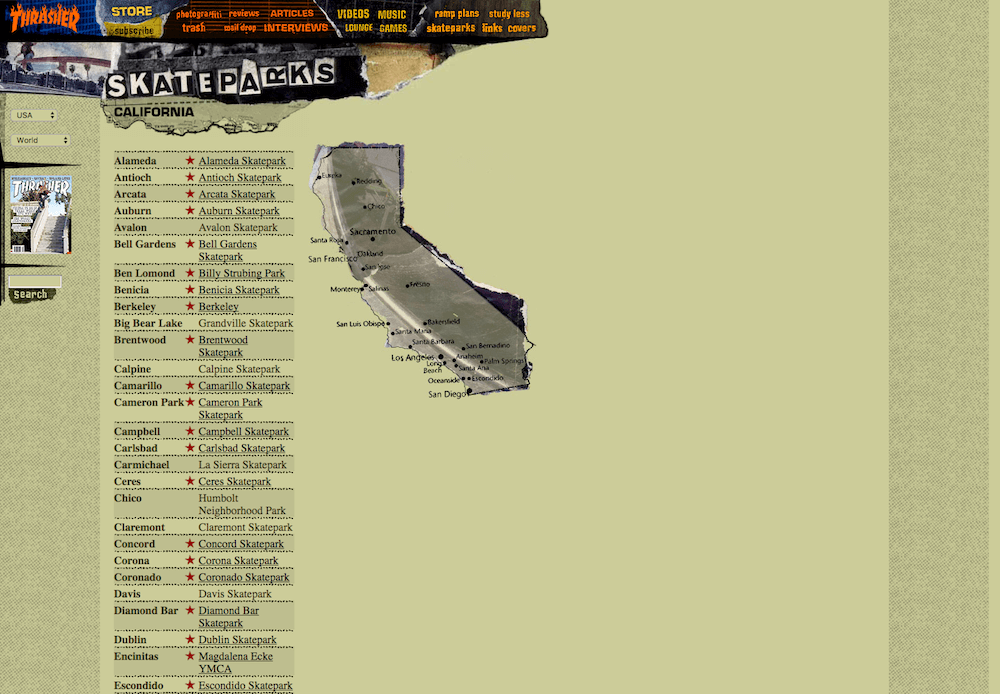 THRASHER
STORE
subscribe
photograffiti reviews ARTICLES
trash mail drop INTERVIEWS
VIDEOS MUSIC
LOUNGE GAMES
ramp plans study less
skateparks links covers
SKATEPARKS
CALIFORNIA
USA
World
THRASHER
search
Alameda ★ Alameda Skatepark
Antioch ★ Antioch Skatepark
Arcata ★ Arcata Skatepark
Auburn ★ Auburn Skatepark
Avalon Avalon Skatepark
Bell Gardens ★ Bell Gardens
Skatepark
Ben Lomond ★ Billy Strubing Park
Benicia ★ Benicia Skatepark
Berkeley ★ Berkeley
Big Bear Lake Grandville Skatepark
Brentwood ★ Brentwood
Skatepark
Calpine Calpine Skatepark
Camarillo ★ Camarillo Skatepark
Cameron Park ★ Cameron Park
Skatepark
Campbell ★ Campbell Skatepark
Carlsbad ★ Carlsbad Skatepark
Carmichael La Sierra Skatepark
Ceres ★ Ceres Skatepark
Chico Humbolt
Neighborhood Park
Claremont Claremont Skatepark
Concord ★ Concord Skatepark
Corona ★ Corona Skatepark
Coronado ★ Coronado Skatepark
Davis Davis Skatepark
Diamond Bar ★ Diamond Bar
Skatepark
Dublin ★ Dublin Skatepark
Encinitas ★ Magdalena Ecke
YMCA
Escondido ★ Escondido Skatepark
Eureka
Redding
Chico
Sacramento
Santa Rosa
Oakland
San Francisco
San Jose
Monterey
Salinas
Fresno
San Luis Obispo
Bakersfield
Santa Maria
Santa Barbara
San Bernadino
Los Angeles
Anaheim
Long
Beach
Palm Springs
Santa Ana
Oceanside
Escondido
San Diego